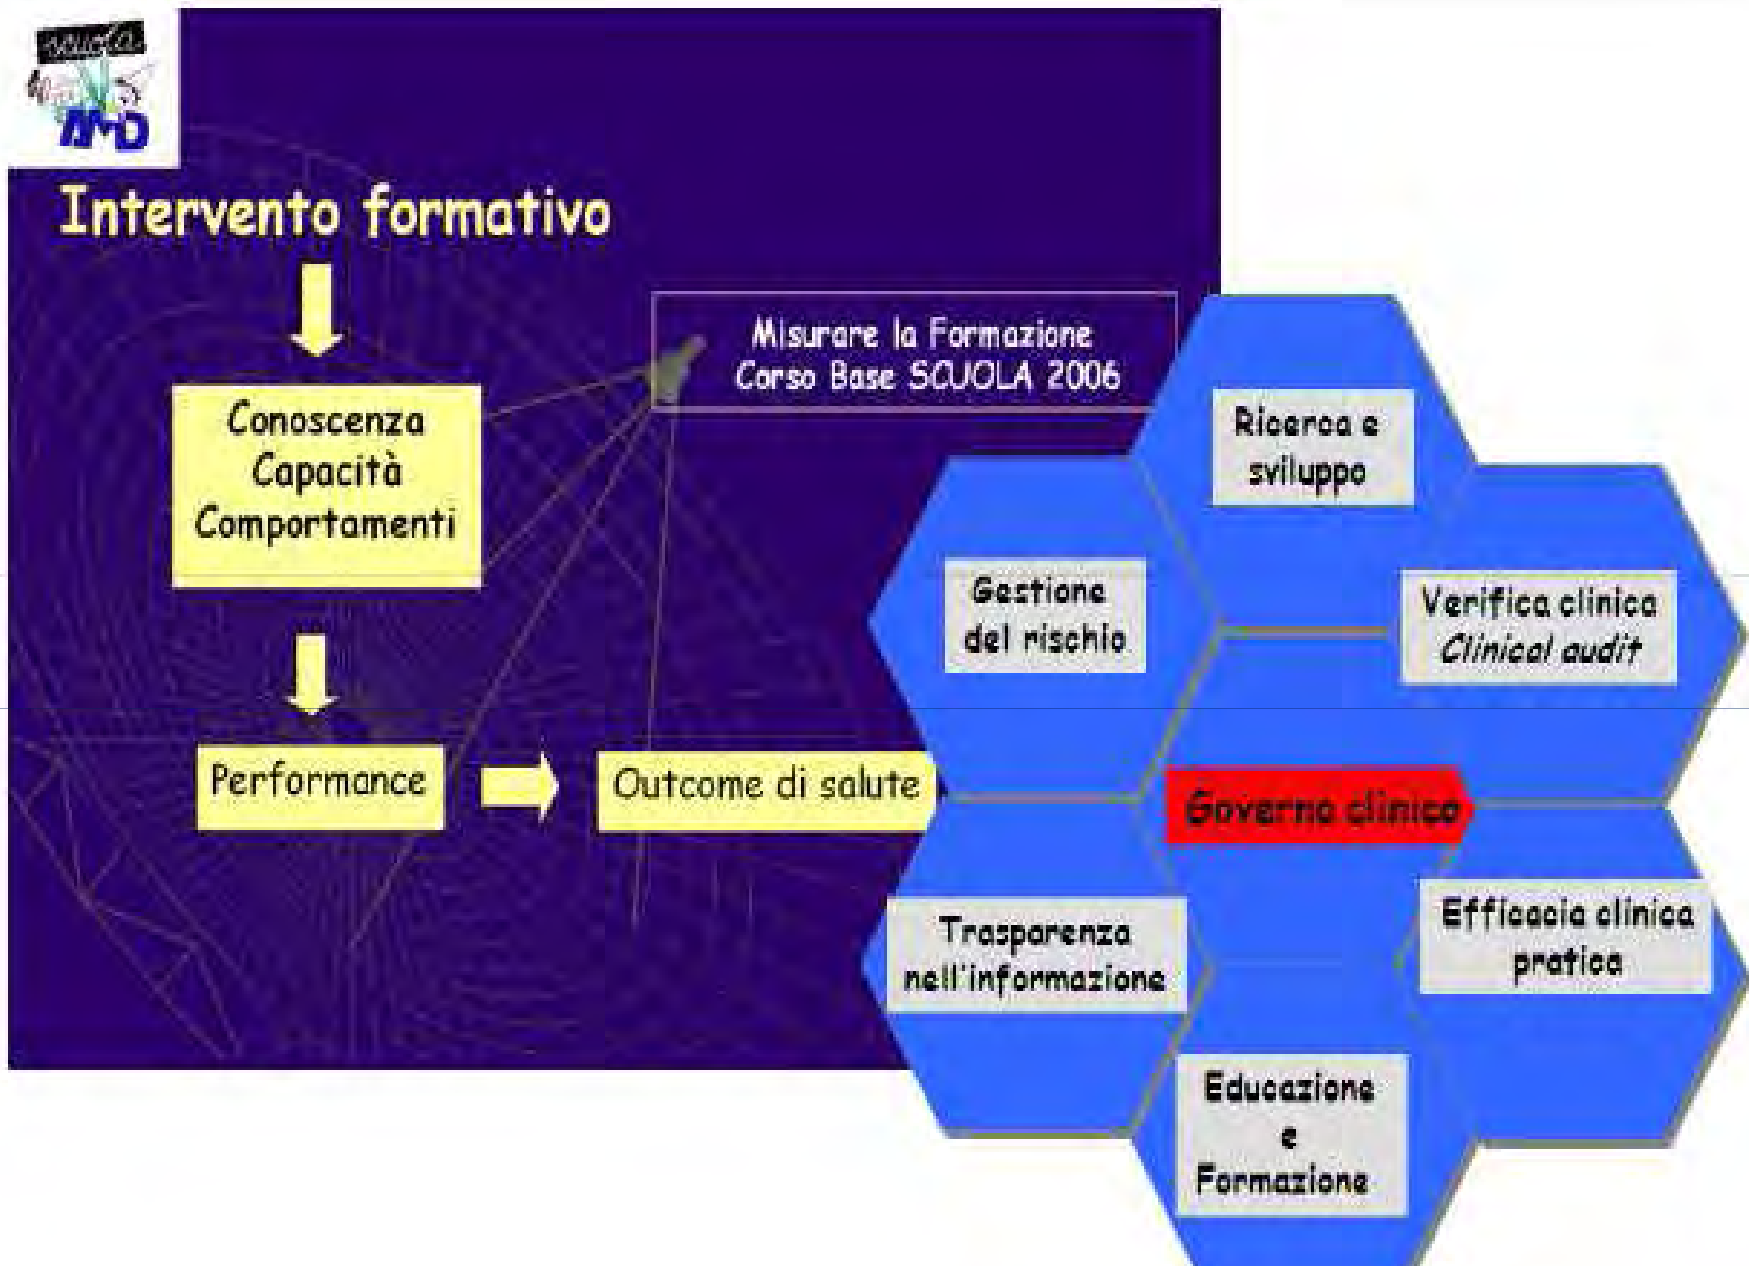 scuola
AMD
Intervento formativo
Misurare la Formazione
Corso Base SCUOLA 2006
Conoscenza
Capacità
Comportamenti
Performance
Outcome di salute
Ricerca e
sviluppo
Gestione
del rischio
Verifica clinica
Clinical audit
Governo clinico
Trasparenza
nell'informazione
Efficacia clinica
pratica
Educazione
e
Formazione